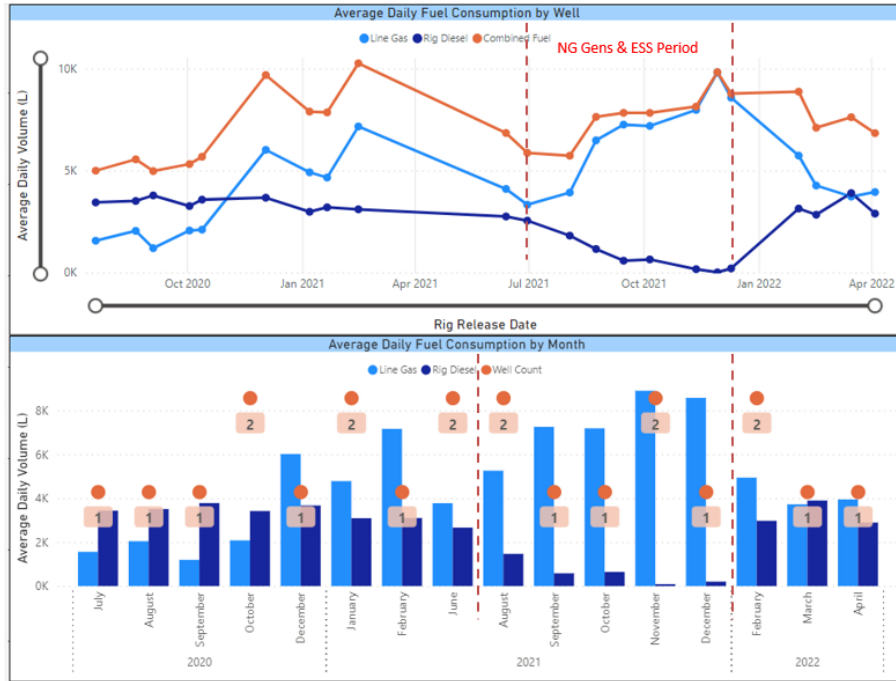 Average Daily Fuel Consumption by Well
Line Gas Rig Diesel Combined Fuel
NG Gens & ESS Period
Average Daily Volume (L)
10K
5K
0K
Oct 2020 Jan 2021 Apr 2021 Jul 2021 Oct 2021 Jan 2022 Apr 2022
Rig Release Date
Average Daily Fuel Consumption by Month
Line Gas Rig Diesel Well Count
Average Daily Volume (L)
8K
6K
4K
2K
0K
1 1 1 2 1 2 1 2 2 1 1 2 1 2 1 1
July August September October December January February June August September October November December February March April
2020 2021 2022